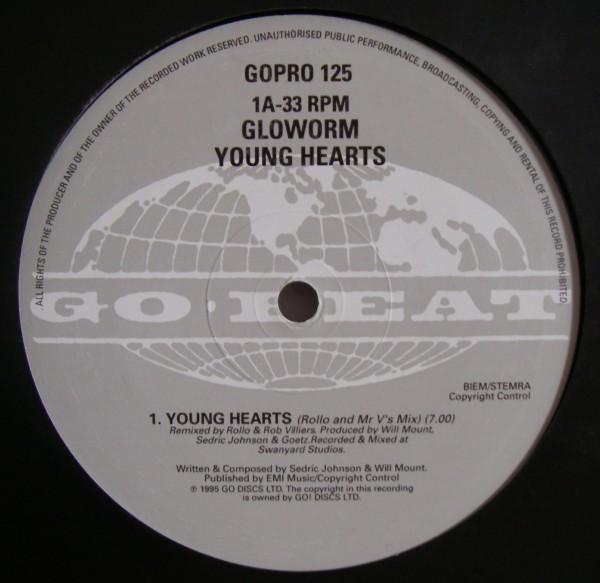 ALL RIGHTS OF THE PRODUCER AND OF THE OWNER OF THE RECORDED WORK RESERVED. UNAUTHORISED PUBLIC PERFORMANCE, BROADCASTING, COPYING AND RENTAL OF THIS RECORD PROHIBITED.
GOPRO 125
1A-33 RPM
GLOWORM
YOUNG HEARTS
GO·BEAT
BIEM/STEMRA
Copyright Control
1. YOUNG HEARTS (Rollo and Mr V's Mix) (7.00)
Remixed by Rollo & Rob Villiers. Produced by Will Mount,
Sedric Johnson & Goetz.Recorded & Mixed at
Swanyard Studios.
Written & Composed by Sedric Johnson & Will Mount.
Published by EMI Music/Copyright Control
℗ 1995 GO DISCS LTD. The copyright in this recording
is owned by GO! DISCS LTD.